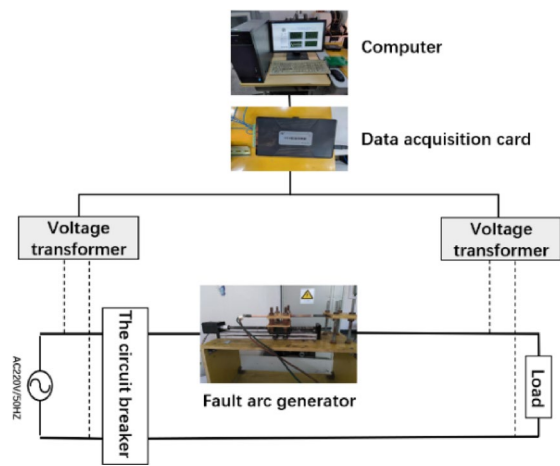 Computer
Data acquisition card
Voltage
transformer
Voltage
transformer
The circuit breaker
AC220V/50HZ
Fault arc generator
Load